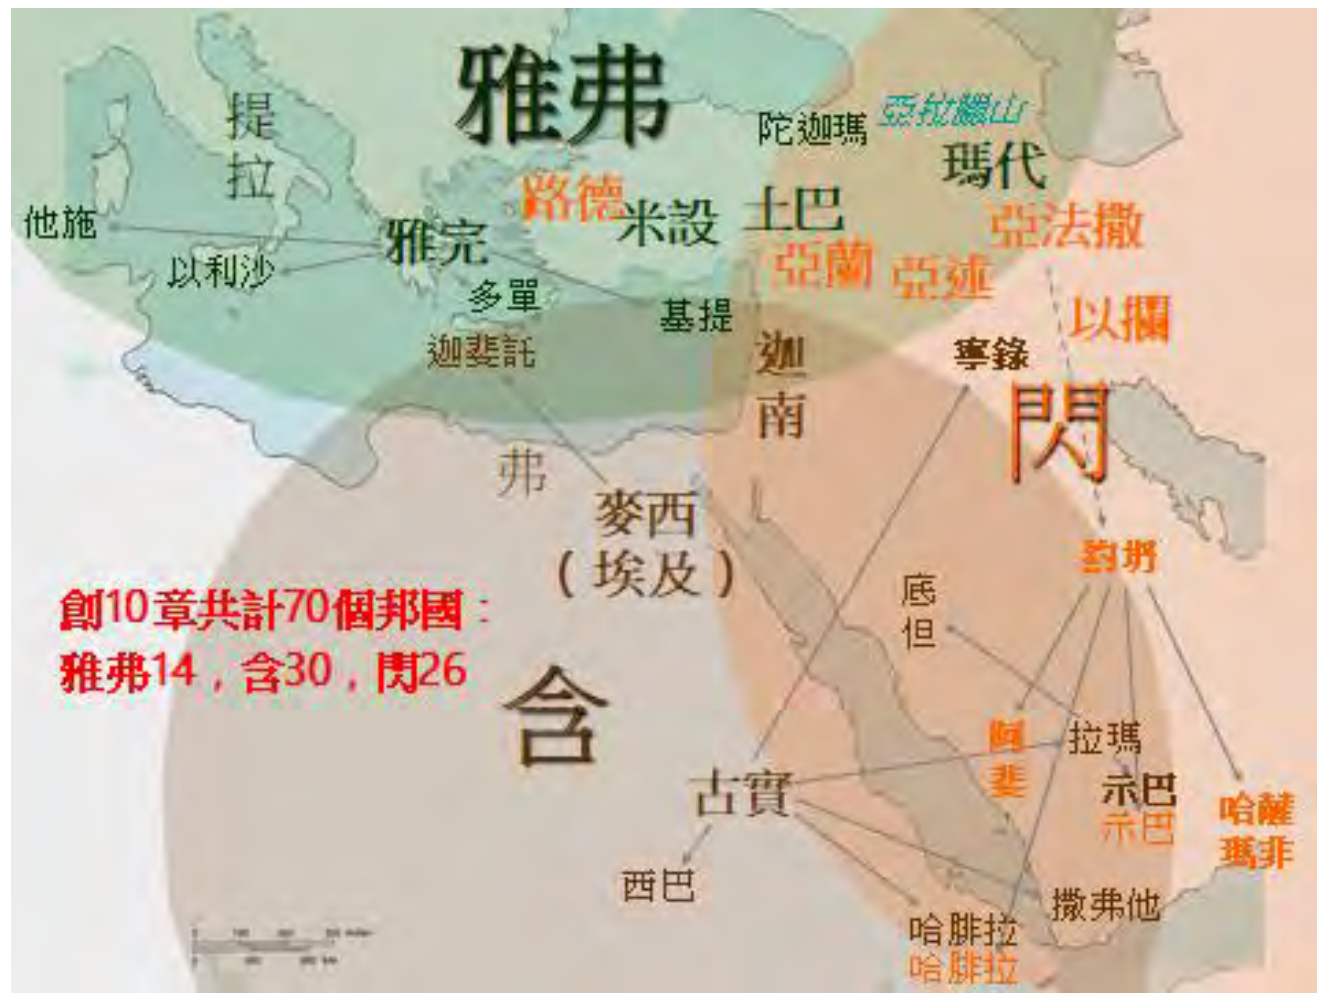 雅弗
提拉
陀迦瑪
亞拉臘山
瑪代
他施
雅完
路德
米設
土巴
亞法撒
以利沙
多單
基提
亞蘭
亞述
以攔
迦斐託
迦南
寧錄
閃
弗
麥西
(埃及)
約坍
創10章共計70個邦國:
雅弗14,含30,閃26
底但
含
阿斐
拉瑪
古實
示巴
示巴
哈薩瑪非
西巴
撒弗他
哈腓拉
哈腓拉